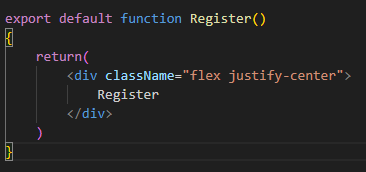 export default function Register()
{
    return(
        <div className="flex justify-center">
            Register
        </div>
    )
}